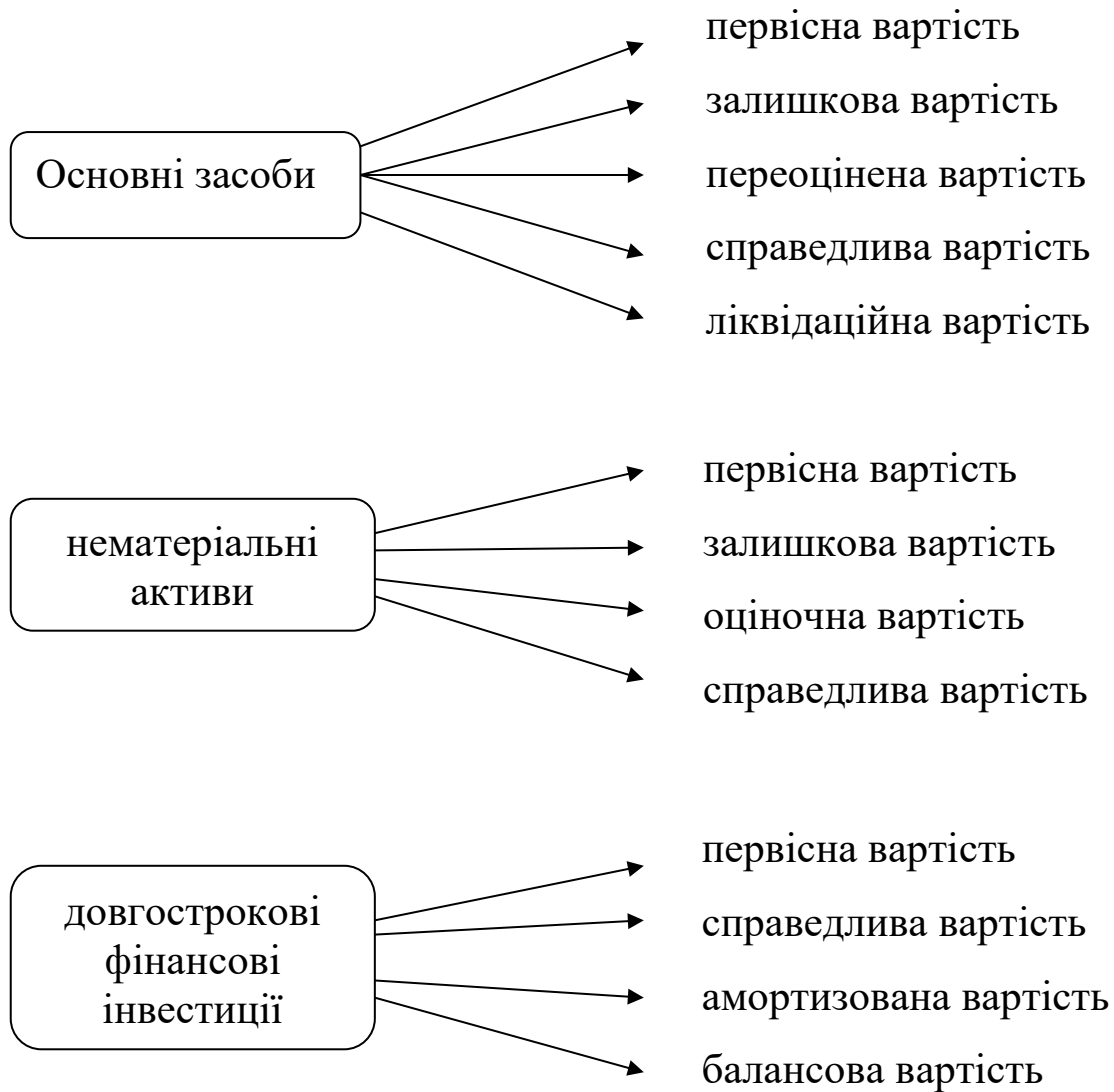 Основні засоби
первісна вартість
залишкова вартість
переоцінена вартість
справедлива вартість
ліквідаційна вартість
нематеріальні
активи
первісна вартість
залишкова вартість
оціночна вартість
справедлива вартість
довгострокові
фінансові
інвестиції
первісна вартість
справедлива вартість
амортизована вартість
балансова вартість